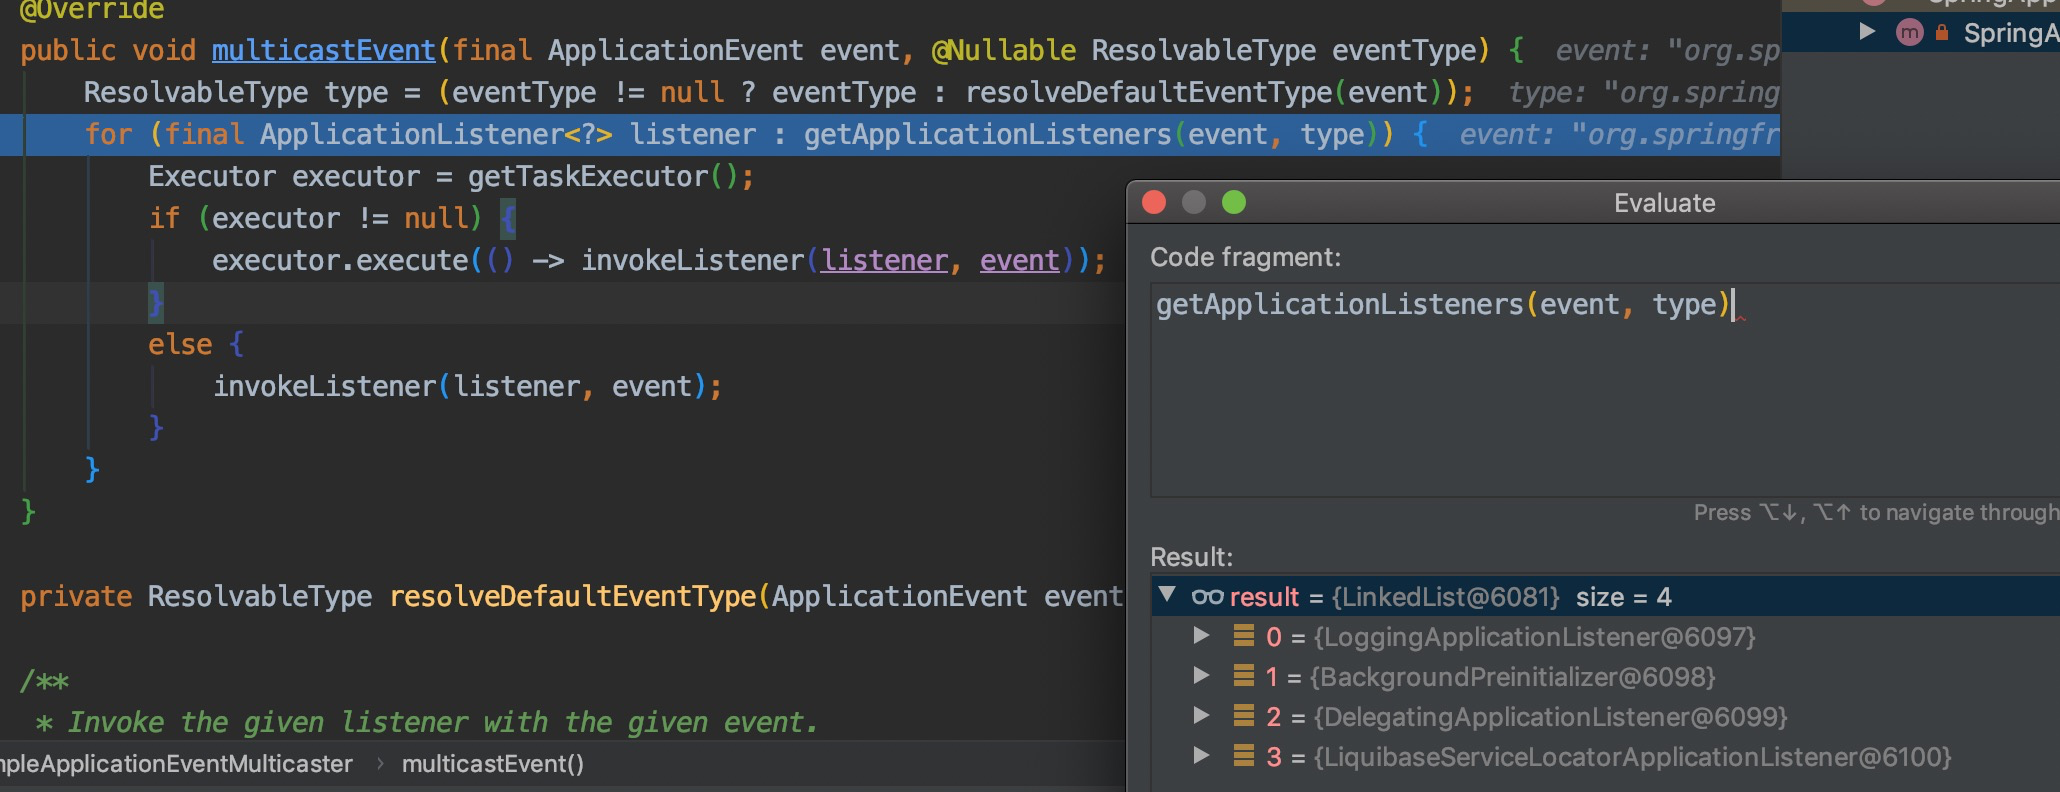 @Override
public void multicastEvent(final ApplicationEvent event, @Nullable ResolvableType eventType) {  event: "org.sp
ResolvableType type = (eventType != null ? eventType : resolveDefaultEventType(event));  type: "org.spring
for (final ApplicationListener<?> listener : getApplicationListeners(event, type)) {  event: "org.springfr
Executor executor = getTaskExecutor();
if (executor != null) {
executor.execute(() -> invokeListener(listener, event));
}
else {
invokeListener(listener, event);
}
}
}
private ResolvableType resolveDefaultEventType(ApplicationEvent event
/**
* Invoke the given listener with the given event.
mpleApplicationEventMulticaster › multicastEvent()
SpringApp
m SpringA
Evaluate
Code fragment:
getApplicationListeners(event, type)
Press ⌥↓, ⌥↑ to navigate through
Result:
result = {LinkedList@6081} size = 4
0 = {LoggingApplicationListener@6097}
1 = {BackgroundPreinitializer@6098}
2 = {DelegatingApplicationListener@6099}
3 = {LiquibaseServiceLocatorApplicationListener@6100}